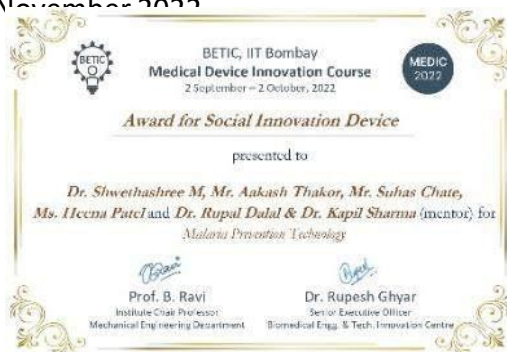 November 2022
BETIC
BETIC, IIT Bombay
Medical Device Innovation Course
2 September – 2 October, 2022
MEDIC
2022
Award for Social Innovation Device
presented to
Dr. Shwethashree M, Mr. Aakash Thakor, Mr. Suhas Chate,
Ms. Heena Patel and Dr. Rupal Dalal & Dr. Kapil Sharma (mentor) for
Malaria Prevention Technology
Prof. B. Ravi
Institute Chair Professor
Mechanical Engineering Department
Dr. Rupesh Ghyar
Senior Executive Officer
Biomedical Engg. & Tech. Innovation Centre